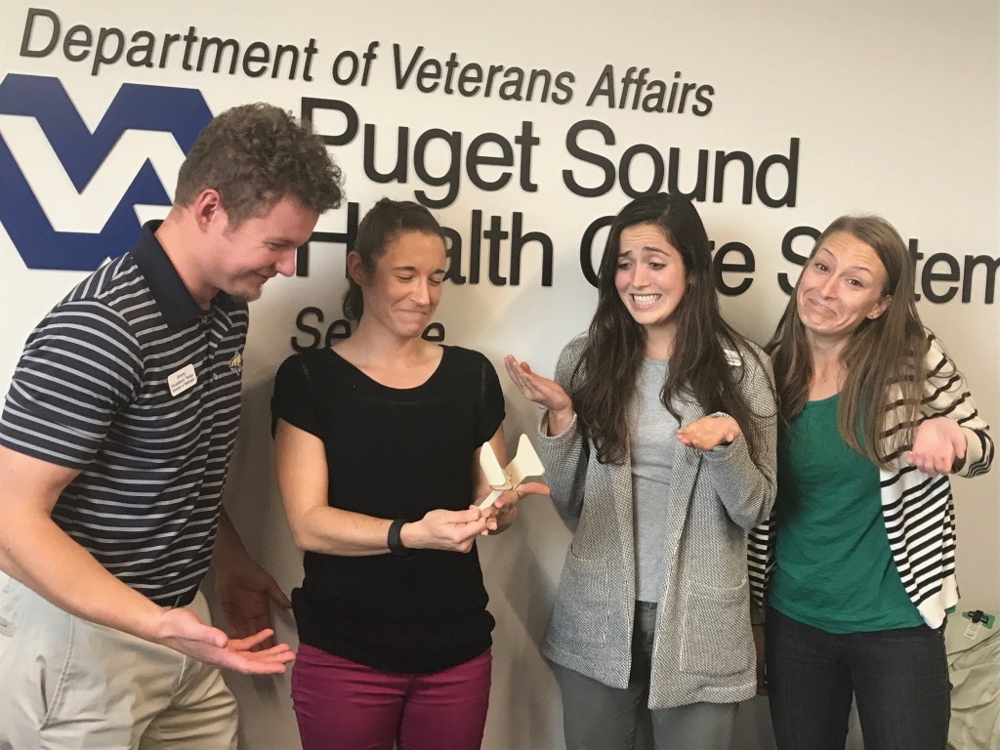 Department of Veterans Affairs
VA
Puget Sound
Health Care System